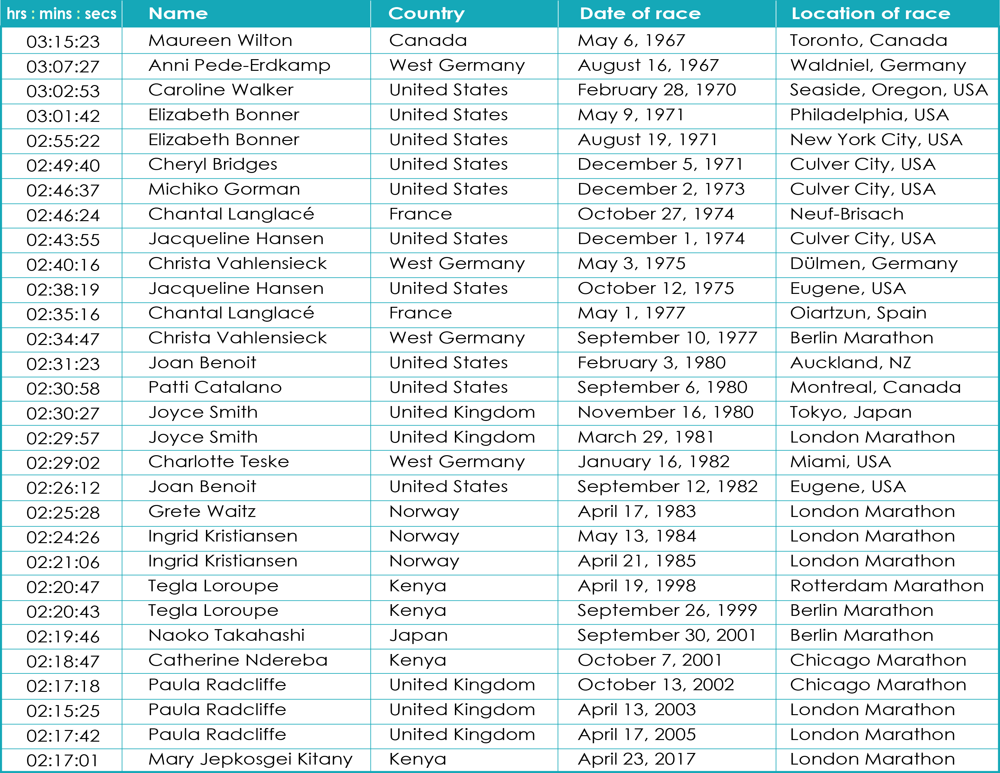 hrs : mins : secs Name Country Date of race Location of race
03:15:23 Maureen Wilton Canada May 6, 1967 Toronto, Canada
03:07:27 Anni Pede-Erdkamp West Germany August 16, 1967 Waldniel, Germany
03:02:53 Caroline Walker United States February 28, 1970 Seaside, Oregon, USA
03:01:42 Elizabeth Bonner United States May 9, 1971 Philadelphia, USA
02:55:22 Elizabeth Bonner United States August 19, 1971 New York City, USA
02:49:40 Cheryl Bridges United States December 5, 1971 Culver City, USA
02:46:37 Michiko Gorman United States December 2, 1973 Culver City, USA
02:46:24 Chantal Langlacé France October 27, 1974 Neuf-Brisach
02:43:55 Jacqueline Hansen United States December 1, 1974 Culver City, USA
02:40:16 Christa Vahlensieck West Germany May 3, 1975 Dülmen, Germany
02:38:19 Jacqueline Hansen United States October 12, 1975 Eugene, USA
02:35:16 Chantal Langlacé France May 1, 1977 Oiartzun, Spain
02:34:47 Christa Vahlensieck West Germany September 10, 1977 Berlin Marathon
02:31:23 Joan Benoit United States February 3, 1980 Auckland, NZ
02:30:58 Patti Catalano United States September 6, 1980 Montreal, Canada
02:30:27 Joyce Smith United Kingdom November 16, 1980 Tokyo, Japan
02:29:57 Joyce Smith United Kingdom March 29, 1981 London Marathon
02:29:02 Charlotte Teske West Germany January 16, 1982 Miami, USA
02:26:12 Joan Benoit United States September 12, 1982 Eugene, USA
02:25:28 Grete Waitz Norway April 17, 1983 London Marathon
02:24:26 Ingrid Kristiansen Norway May 13, 1984 London Marathon
02:21:06 Ingrid Kristiansen Norway April 21, 1985 London Marathon
02:20:47 Tegla Loroupe Kenya April 19, 1998 Rotterdam Marathon
02:20:43 Tegla Loroupe Kenya September 26, 1999 Berlin Marathon
02:19:46 Naoko Takahashi Japan September 30, 2001 Berlin Marathon
02:18:47 Catherine Ndereba Kenya October 7, 2001 Chicago Marathon
02:17:18 Paula Radcliffe United Kingdom October 13, 2002 Chicago Marathon
02:15:25 Paula Radcliffe United Kingdom April 13, 2003 London Marathon
02:17:42 Paula Radcliffe United Kingdom April 17, 2005 London Marathon
02:17:01 Mary Jepkosgei Kitany Kenya April 23, 2017 London Marathon